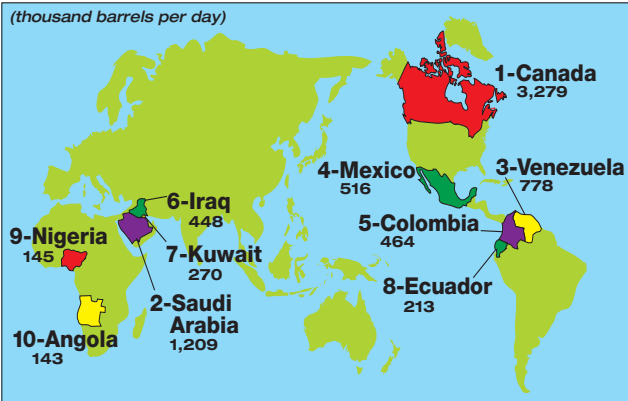 (thousand barrels per day)
1-Canada
3,279
4-Mexico
516
3-Venezuela
778
6-Iraq
448
5-Colombia
464
9-Nigeria
145
7-Kuwait
270
8-Ecuador
213
2-Saudi
Arabia
1,209
10-Angola
143